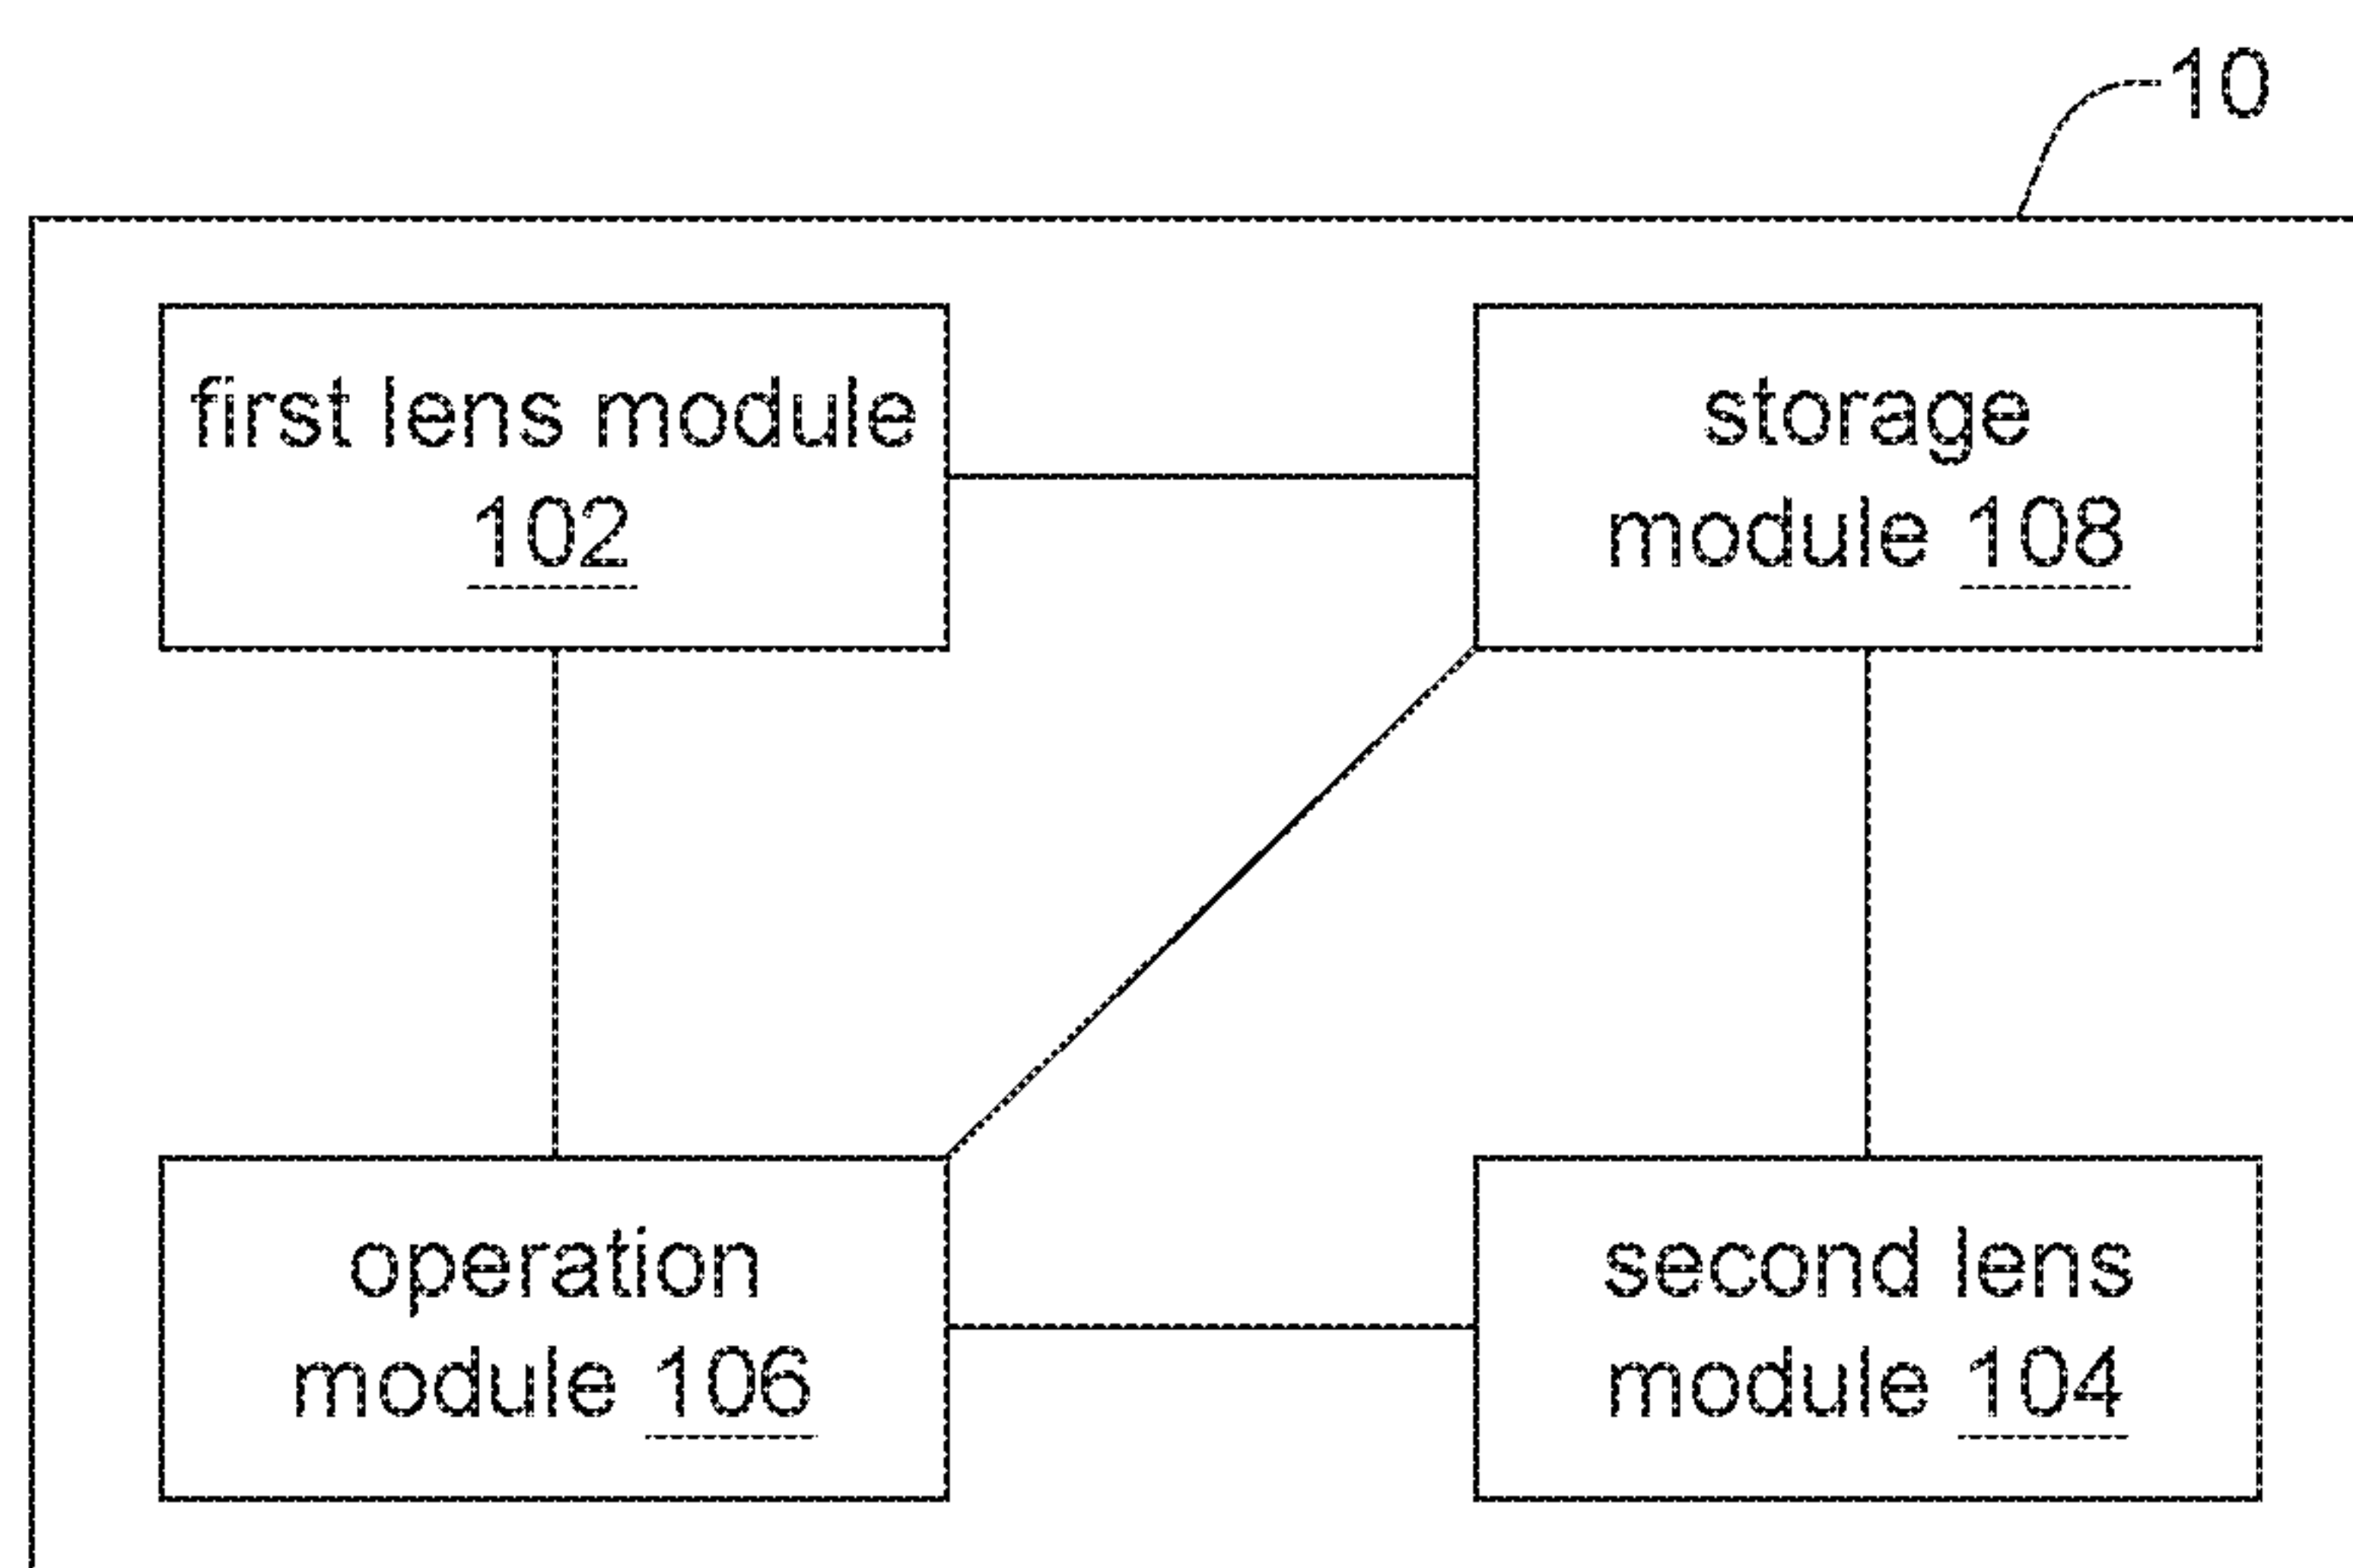 10
first lens module
102
storage
module 108
operation
module 106
second lens
module 104